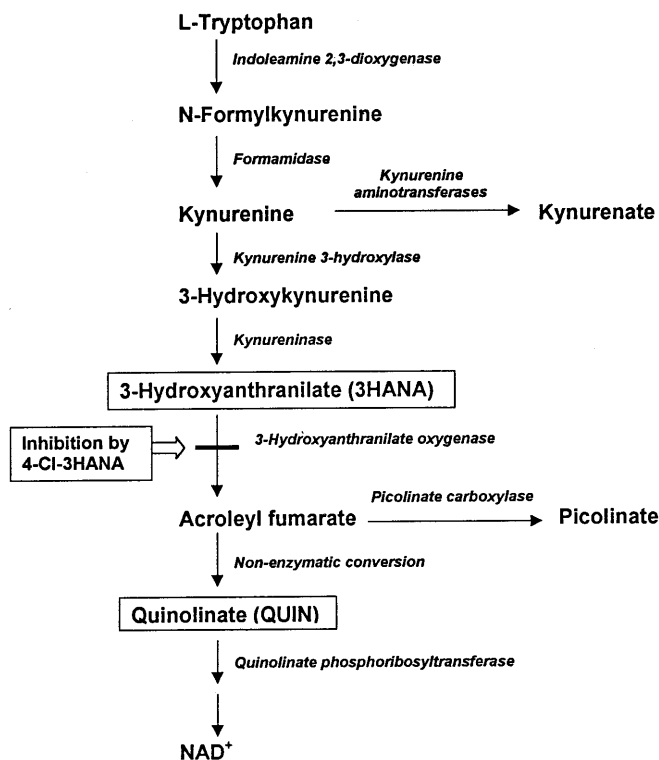 L-Tryptophan
Indoleamine 2,3-dioxygenase
N-Formylkynurenine
Formamidase
Kynurenine
aminotransferases
Kynurenine
Kynurenate
Kynurenine 3-hydroxylase
3-Hydroxykynurenine
Kynureninase
3-Hydroxyanthranilate (3HANA)
Inhibition by
4-Cl-3HANA
3-Hydroxyanthranilate oxygenase
Picolinate carboxylase
Acroleyl fumarate
Picolinate
Non-enzymatic conversion
Quinolinate (QUIN)
Quinolinate phosphoribosyltransferase
NAD⁺